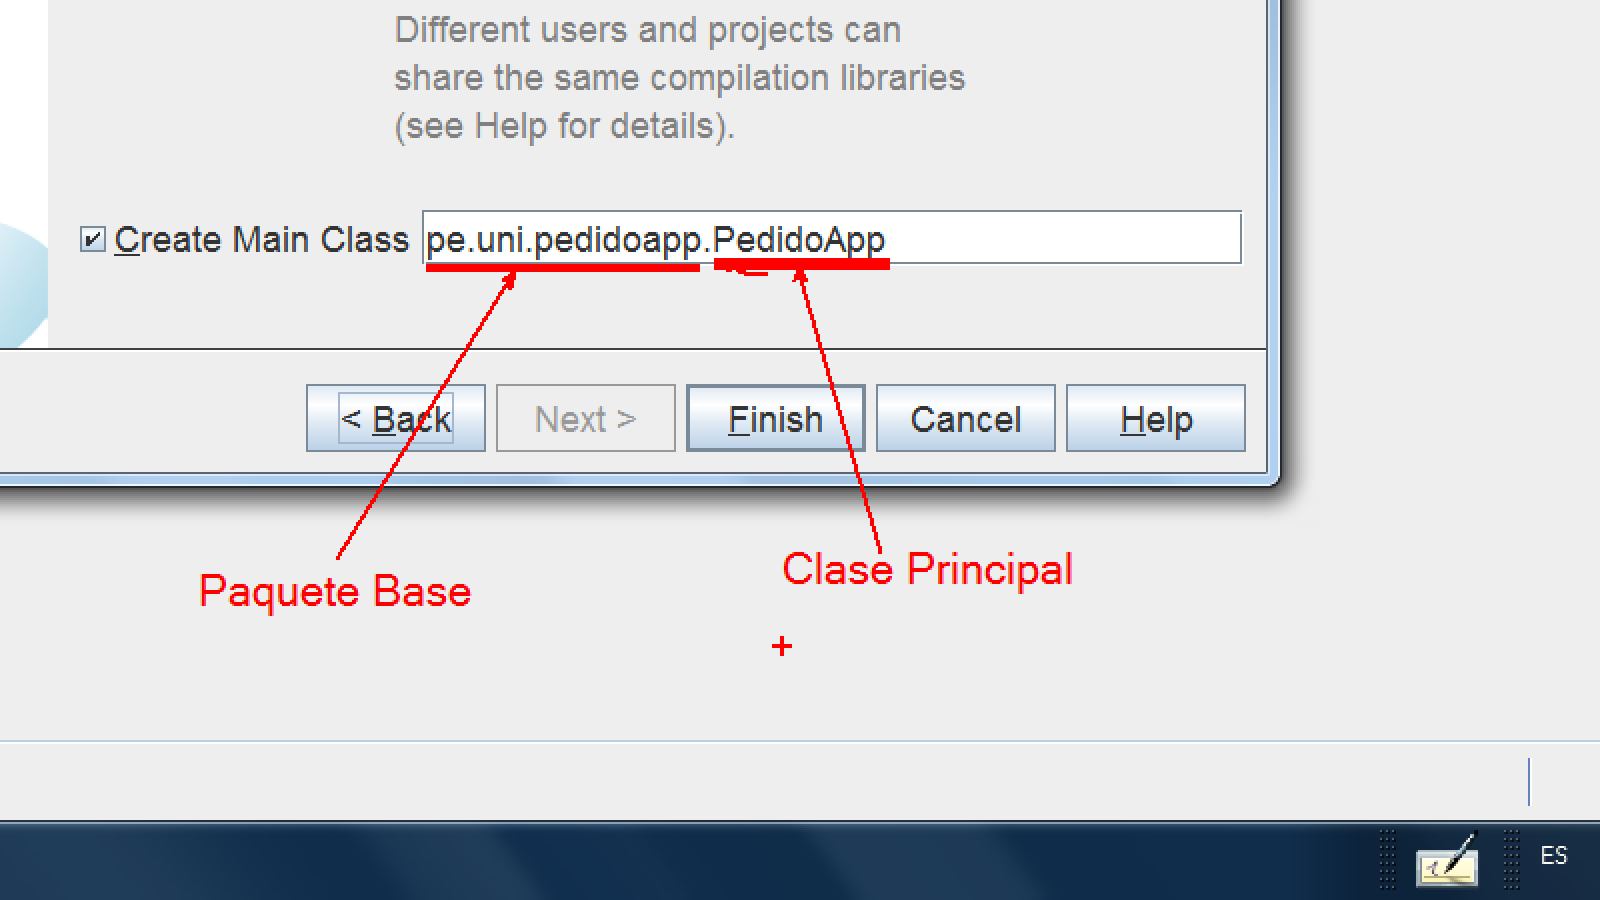 Different users and projects can
share the same compilation libraries
(see Help for details).
Create Main Class pe.uni.pedidoapp.PedidoApp
< Back Next > Finish Cancel Help
Paquete Base Clase Principal
ES